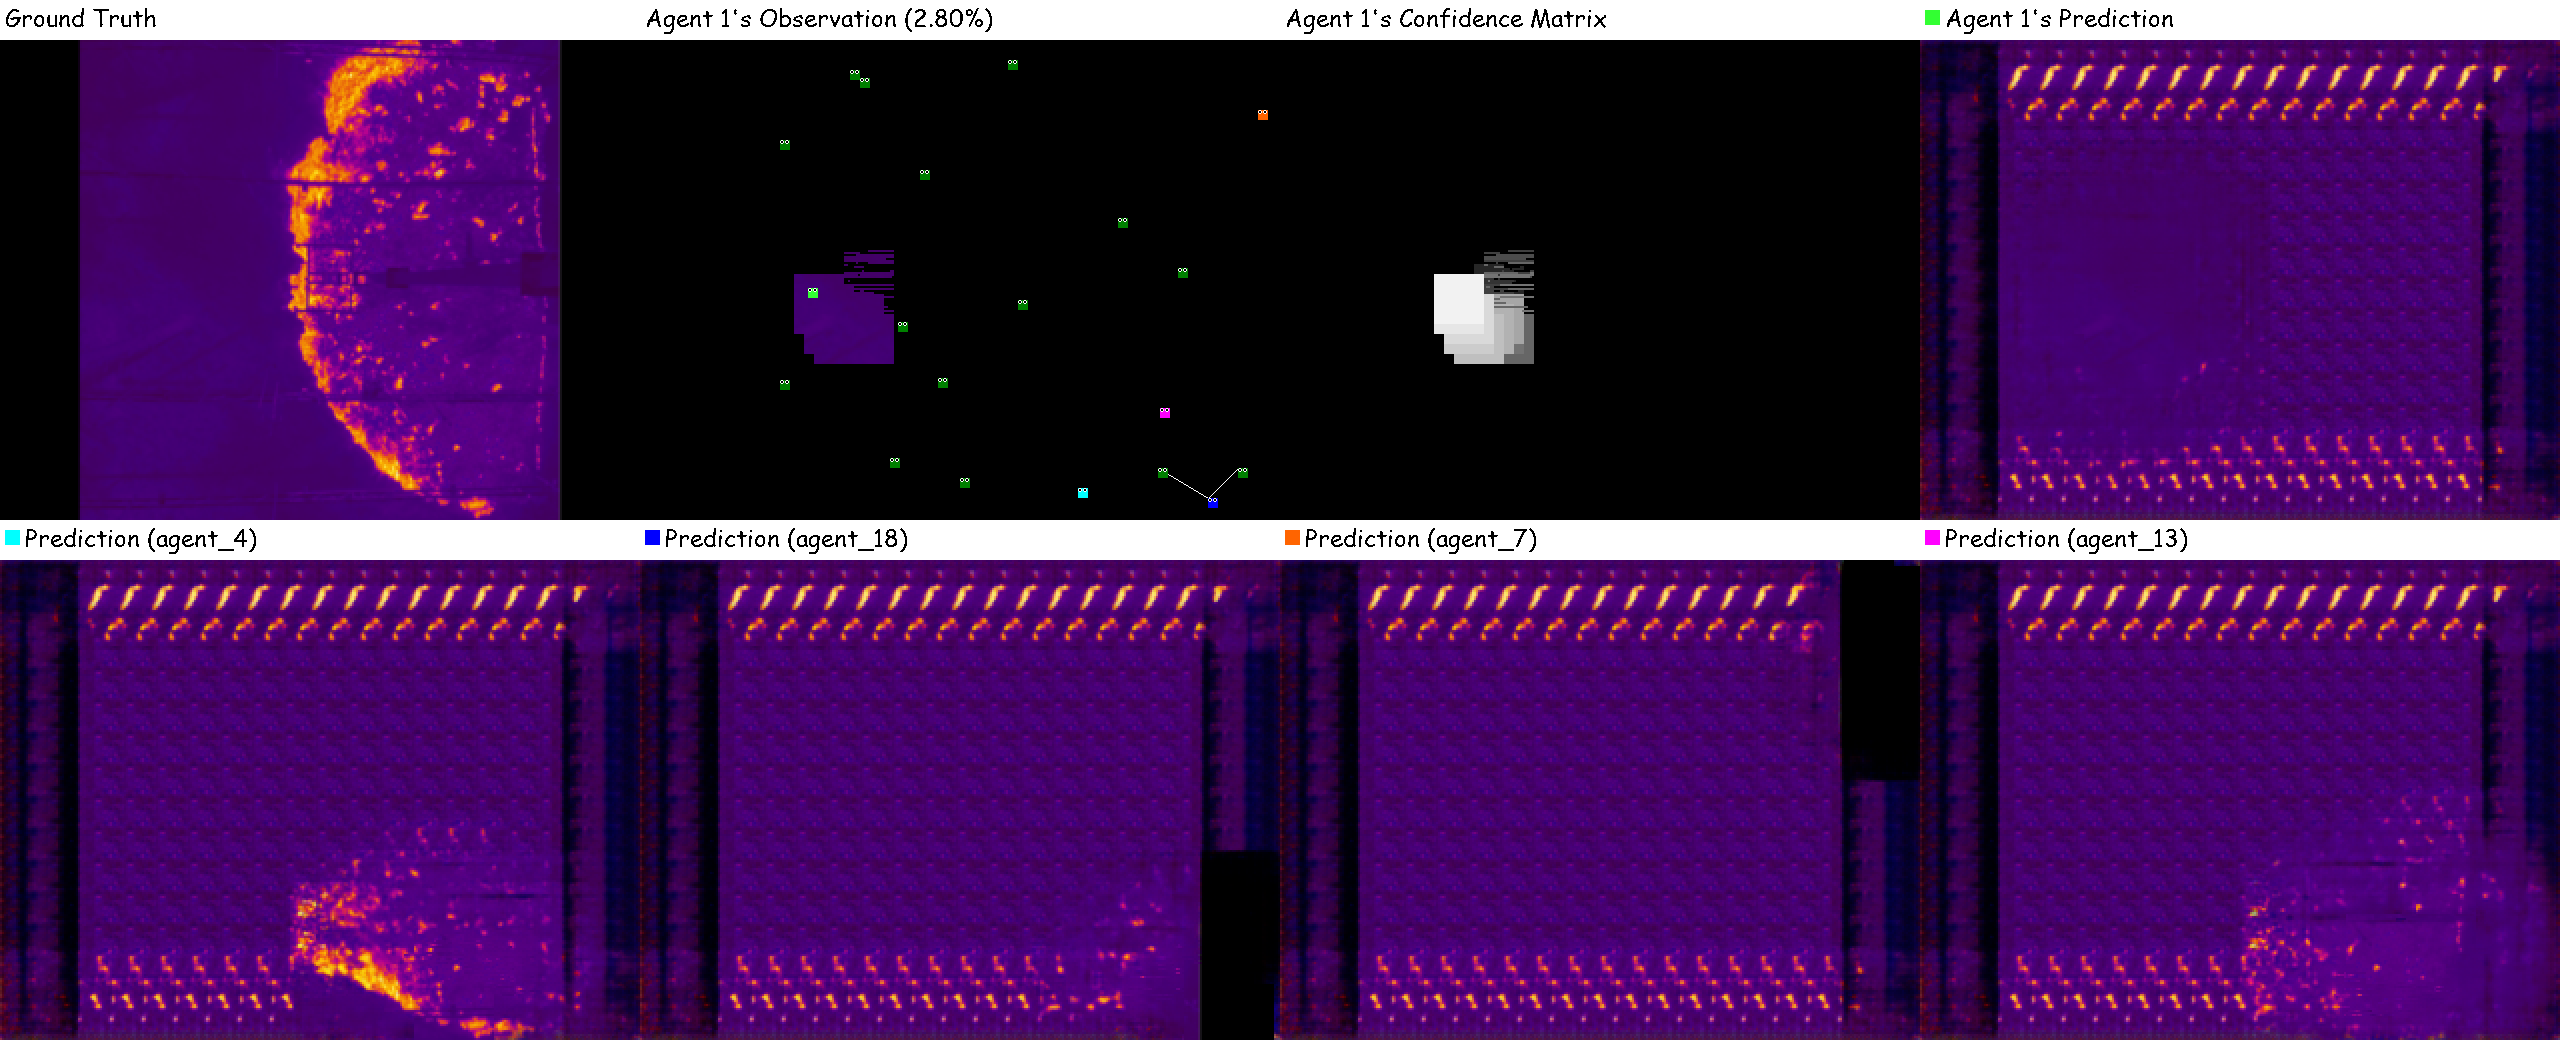 Ground Truth
Agent 1's Observation (2.80%)
Agent 1's Confidence Matrix
Agent 1's Prediction
Prediction (agent_4)
Prediction (agent_18)
Prediction (agent_7)
Prediction (agent_13)